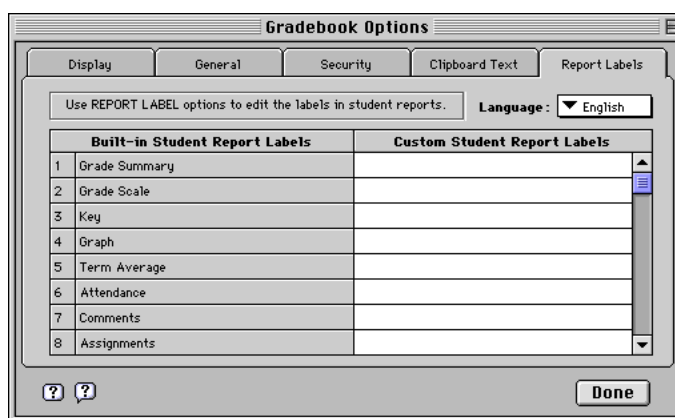 Gradebook Options
Display General Security Clipboard Text Report Labels
Use REPORT LABEL options to edit the labels in student reports. Language: English
Built-in Student Report Labels Custom Student Report Labels
1 Grade Summary
2 Grade Scale
3 Key
4 Graph
5 Term Average
6 Attendance
7 Comments
8 Assignments
? ? Done